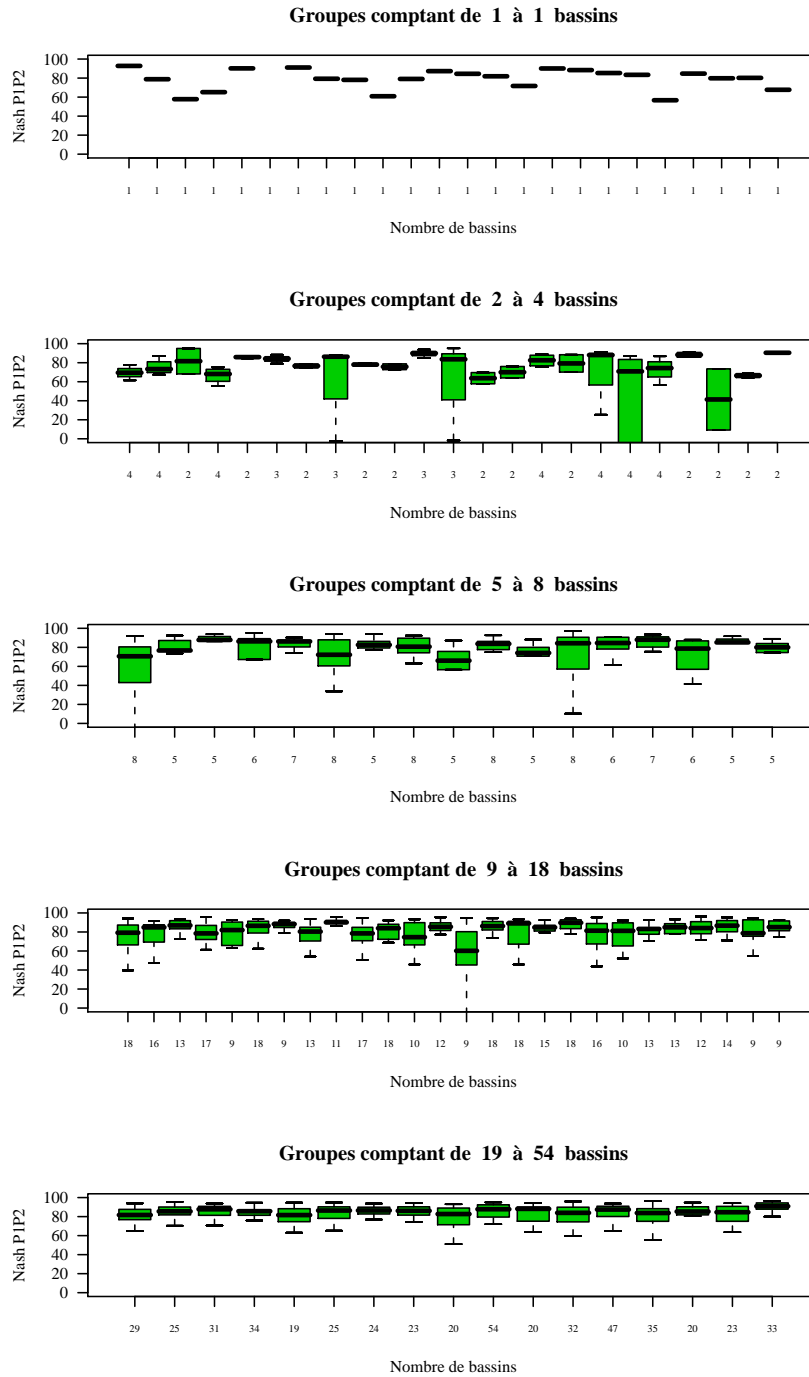 Groupes comptant de 1 à 1 bassins
Nash P1P2
100
80
60
40
20
0
1 1 1 1 1 1 1 1 1 1 1 1 1 1 1 1 1 1 1 1 1 1 1 1
Nombre de bassins
Groupes comptant de 2 à 4 bassins
Nash P1P2
100
80
60
40
20
0
4 4 2 4 2 3 2 3 2 2 3 3 2 2 4 2 4 4 4 2 2 2 2
Nombre de bassins
Groupes comptant de 5 à 8 bassins
Nash P1P2
100
80
60
40
20
0
8 5 5 6 7 8 5 8 5 8 5 8 6 7 6 5 5
Nombre de bassins
Groupes comptant de 9 à 18 bassins
Nash P1P2
100
80
60
40
20
0
18 16 13 17 9 18 9 13 11 17 18 10 12 9 18 18 15 18 16 10 13 13 12 14 9 9
Nombre de bassins
Groupes comptant de 19 à 54 bassins
Nash P1P2
100
80
60
40
20
0
29 25 31 34 19 25 24 23 20 54 20 32 47 35 20 23 33
Nombre de bassins